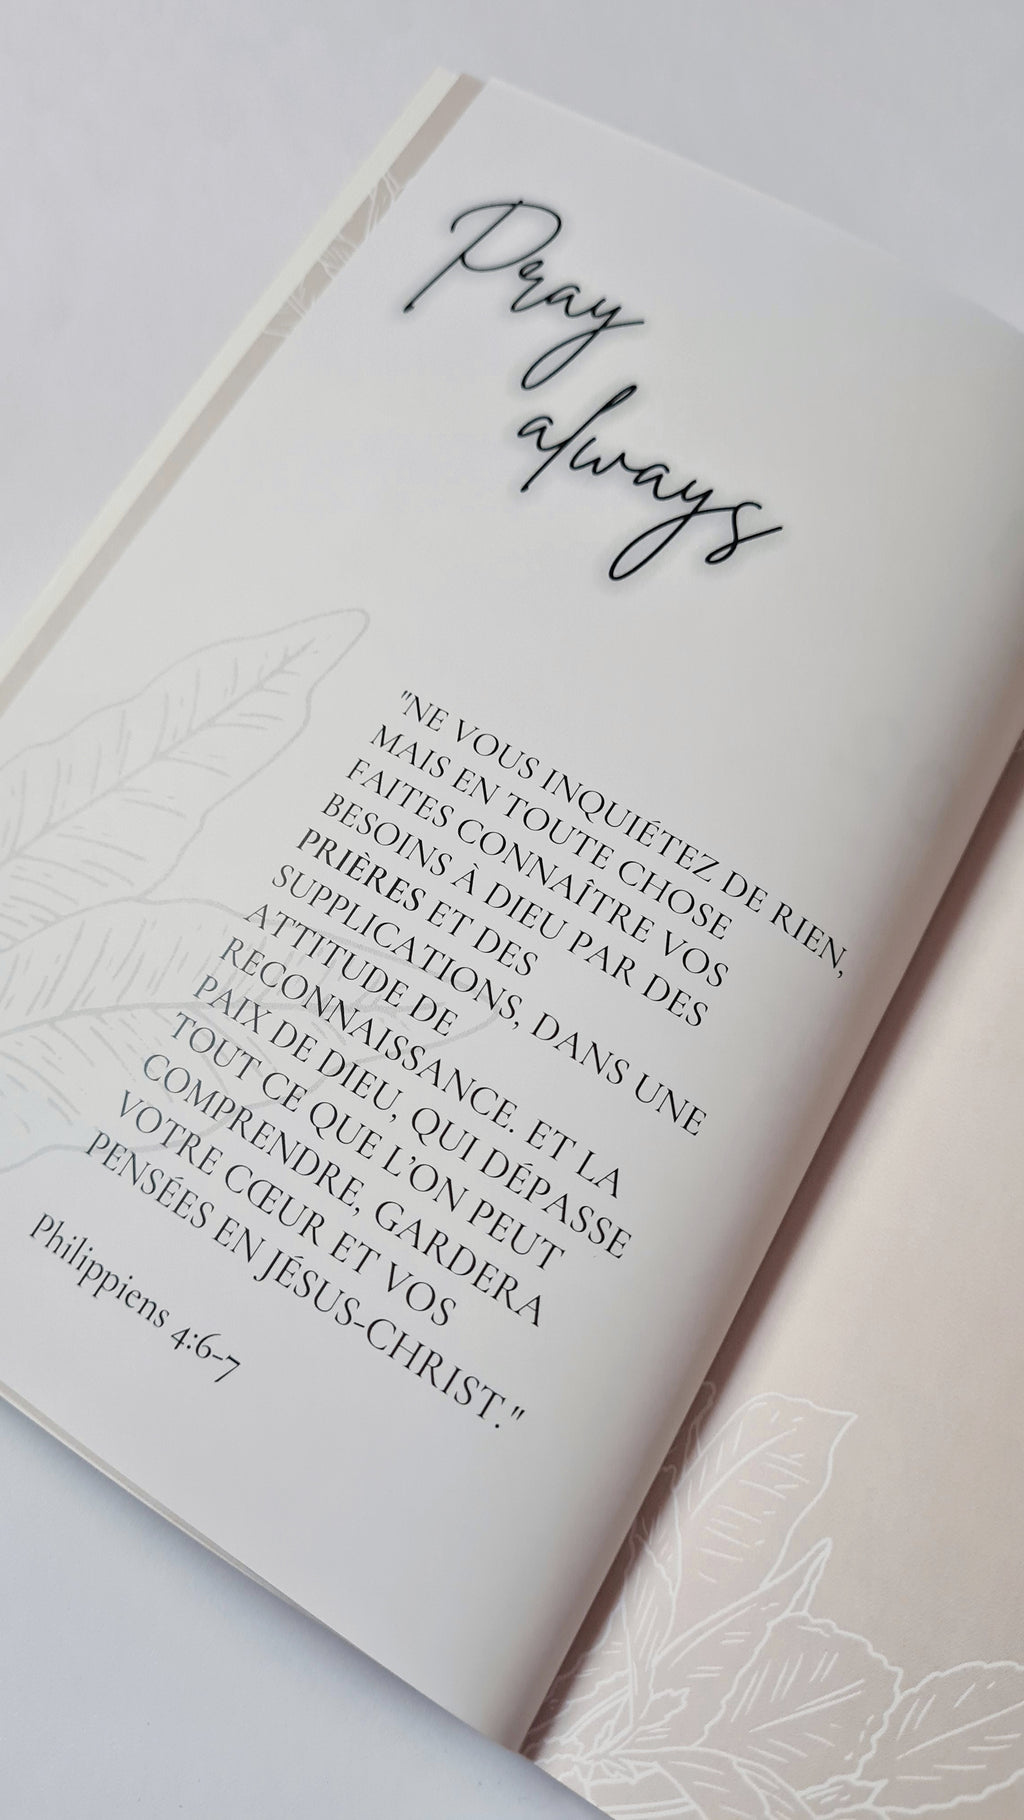 Pray
always
"NE VOUS INQUIÉTEZ DE RIEN,
MAIS EN TOUTE CHOSE
FAITES CONNAÎTRE VOS
BESOINS À DIEU PAR DES
PRIÈRES ET DES
SUPPLICATIONS, DANS UNE
ATTITUDE DE
RECONNAISSANCE. ET LA
PAIX DE DIEU, QUI DÉPASSE
TOUT CE QUE L'ON PEUT
COMPRENDRE, GARDERA
VOTRE CŒUR ET VOS
PENSÉES EN JÉSUS-CHRIST."
Philippiens 4:6-7